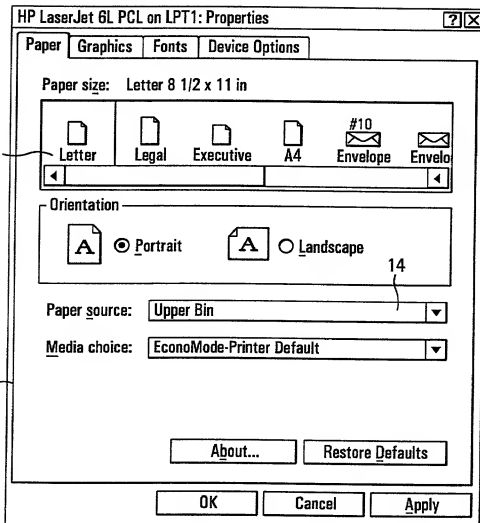 HP LaserJet 6L PCL on LPT1: Properties
Paper Graphics Fonts Device Options
Paper size: Letter 8 1/2 x 11 in
#10
Letter Legal Executive A4 Envelope Envelo
Orientation
A Portrait A Landscape
14
Paper source: Upper Bin
Media choice: EconoMode-Printer Default
About... Restore Defaults
OK Cancel Apply